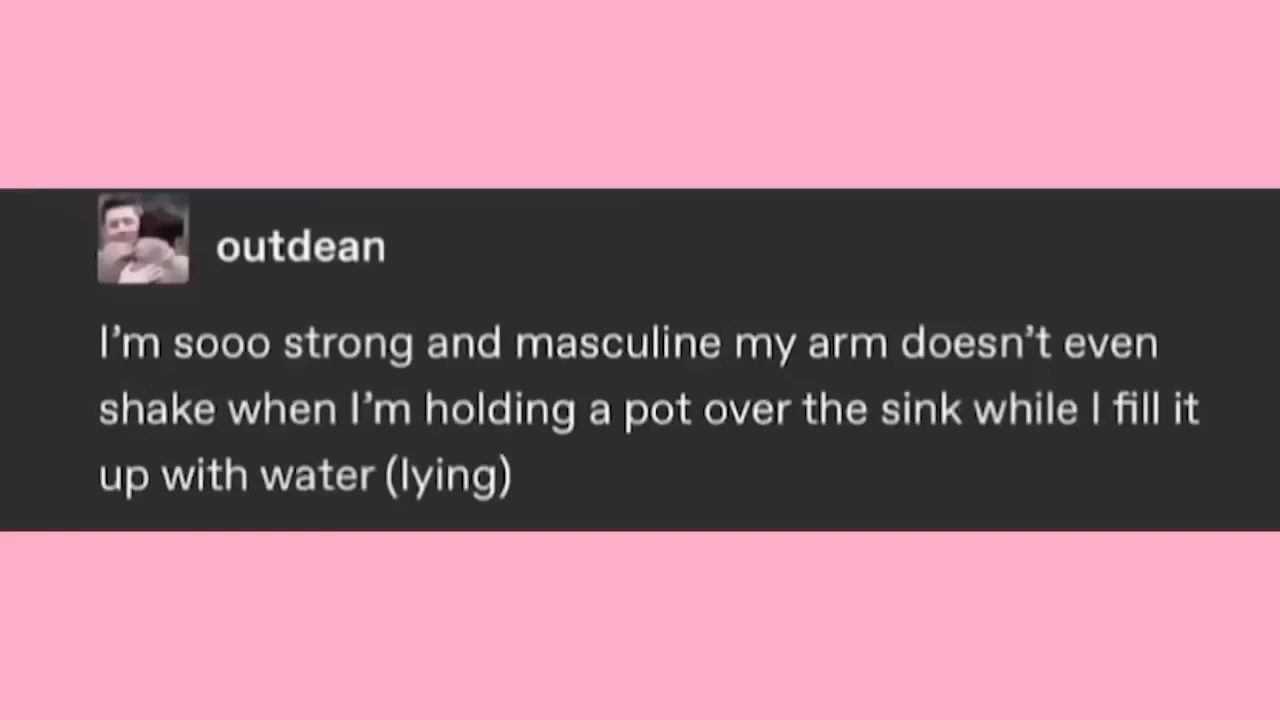 outdean
I’m sooo strong and masculine my arm doesn’t even
shake when I’m holding a pot over the sink while I fill it
up with water (lying)